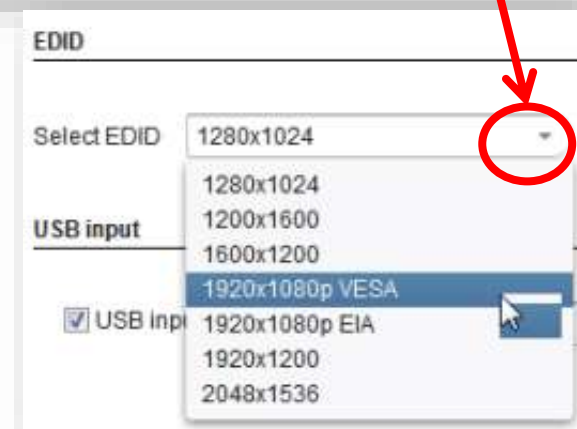 EDID
Select EDID 1280x1024
1280x1024
1200x1600
USB input
1600x1200
1920x1080p VESA
USB inp 1920x1080p EIA
1920x1200
2048x1536